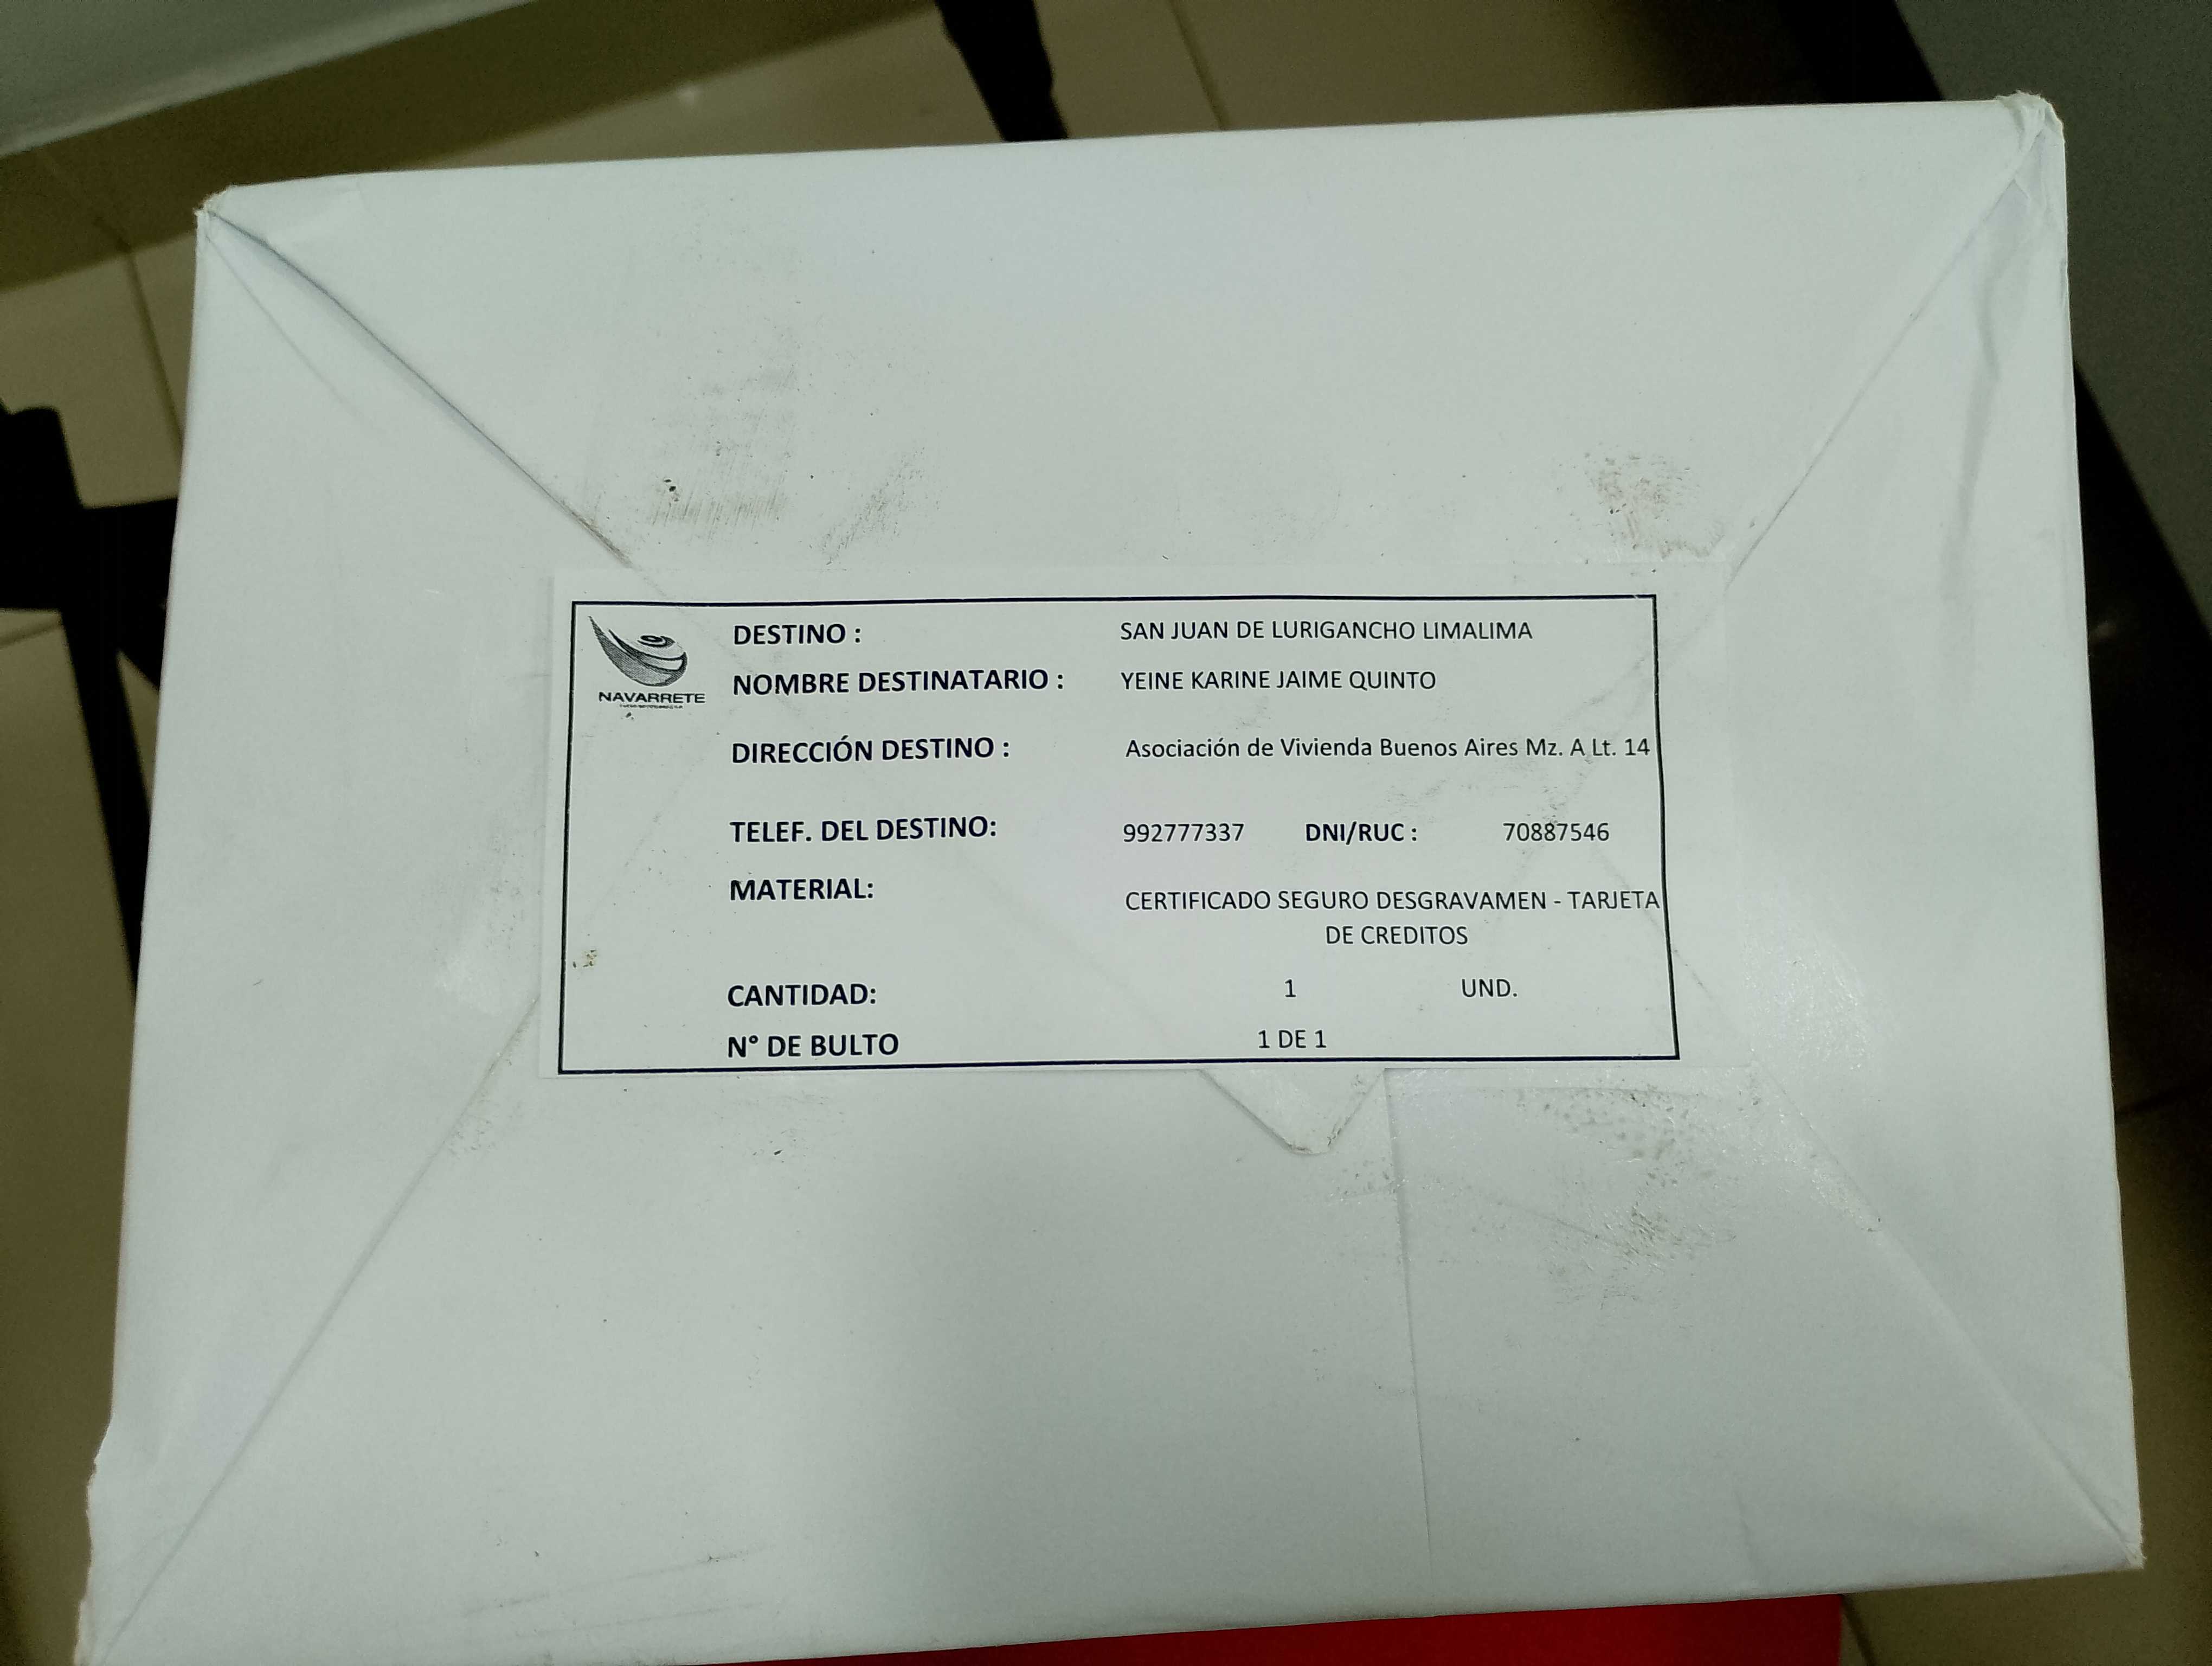 NAVARRETE
DESTINO : SAN JUAN DE LURIGANCHO LIMALIMA
NOMBRE DESTINATARIO : YEINE KARINE JAIME QUINTO
DIRECCIÓN DESTINO : Asociación de Vivienda Buenos Aires Mz. A Lt. 14
TELEF. DEL DESTINO: 992777337 DNI/RUC : 70887546
MATERIAL: CERTIFICADO SEGURO DESGRAVAMEN - TARJETA
DE CREDITOS
CANTIDAD: 1 UND.
N° DE BULTO 1 DE 1